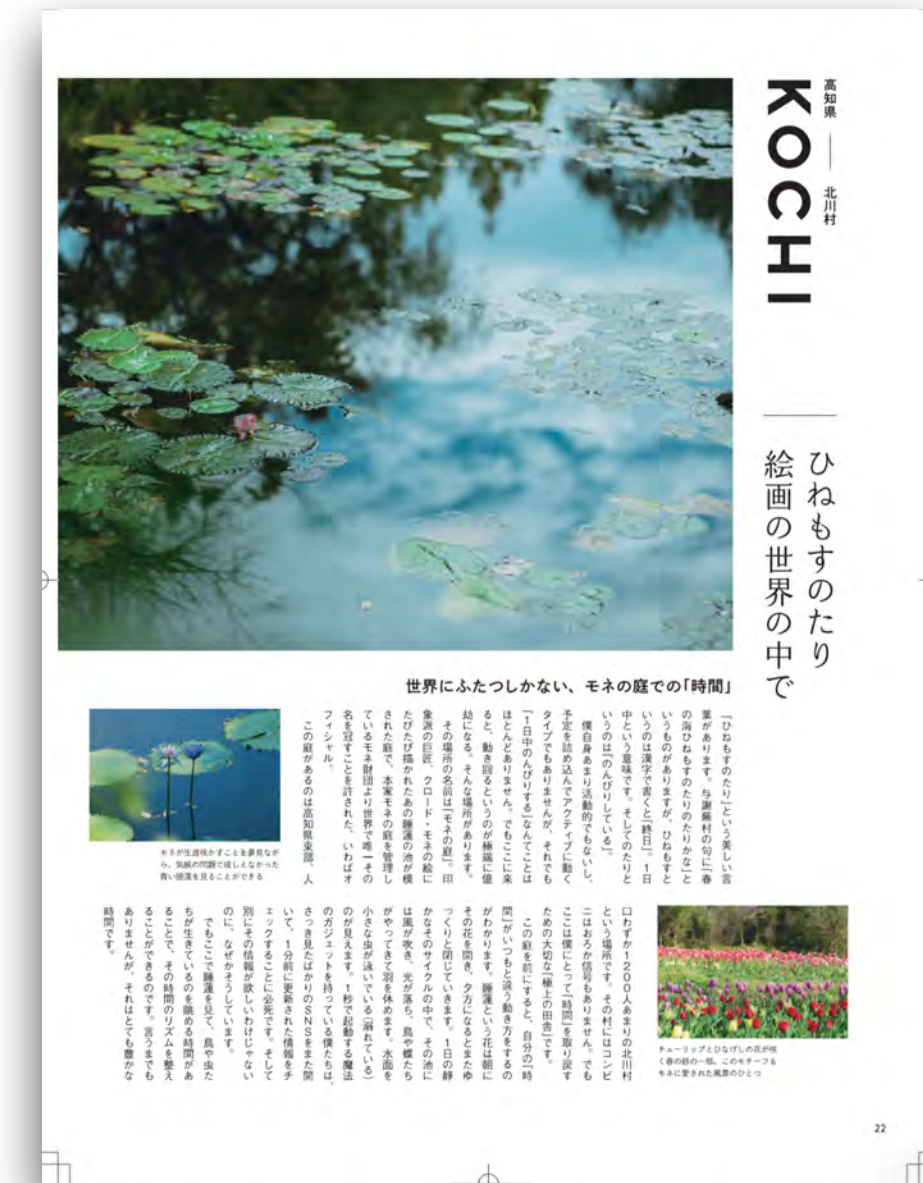 高知県 ── 北川村
KOCHI
ひねもすのたり
絵画の世界の中で
世界にふたつしかない、モネの庭での「時間」
「ひねもすのたり」という美しい言
葉があります。与謝蕪村の句に「春
の海ひねもすのたりのたりかな」と
いうものがありますが、ひねもすと
いうのは漢字で書くと「終日」。1日
中という意味です。そしてのたりと
いうのは「のんびりしている」。
僕自身あまり活動的でもないし、
予定を詰め込んでアクティブに動く
タイプでもありませんが、それでも
「1日中のんびりする」なんてことは
ほとんどありません。でもここに来
ると、動き回るというのが極端に億
劫になる。そんな場所があります。
その場所の名前は「モネの庭」。印
象派の巨匠、クロード・モネの絵に
たびたび描かれたあの睡蓮の池が模
された庭で、本家モネの庭を管理し
ているモネ財団より世界で唯一その
名を冠すことを許された、いわばオ
フィシャル。
この庭があるのは高知県東部、人
モネが生涯咲かすことを夢見なが
ら、気候の問題で成しえなかった
青い睡蓮を見ることができる
口わずか1200人あまりの北川村
という場所です。その村にはコンビ
ニはおろか信号もありません。でも
ここは僕にとって「時間」を取り戻す
ための大切な「極上の田舎」です。
この庭を前にすると、自分の「時
間」がいつもと違う動き方をするの
がわかります。睡蓮という花は朝に
その花を開き、夕方になるとまたゆ
っくりと閉じていきます。1日の静
かなそのサイクルの中で、その池に
は風が吹き、光が落ち、鳥や蝶たち
がやってきて羽を休めます。水面を
小さな虫が泳いでいる(溺れている)
のが見えます。1秒で起動する魔法
のガジェットを持っている僕たちは、
さっき見たばかりのSNSをまた開
いて、1分前に更新された情報をチ
ェックすることに必死です。そして
別にその情報が欲しいわけじゃない
のに、なぜかそうしています。
でもここで睡蓮を見て、鳥や虫た
ちが生きているのを眺める時間があ
ることで、その時間のリズムを整え
ることができるのです。言うまでも
ありませんが、それはとても豊かな
時間です。
チューリップとひなげしの花が咲
く春の庭の一部。このモチーフも
モネに愛された風景のひとつ
22